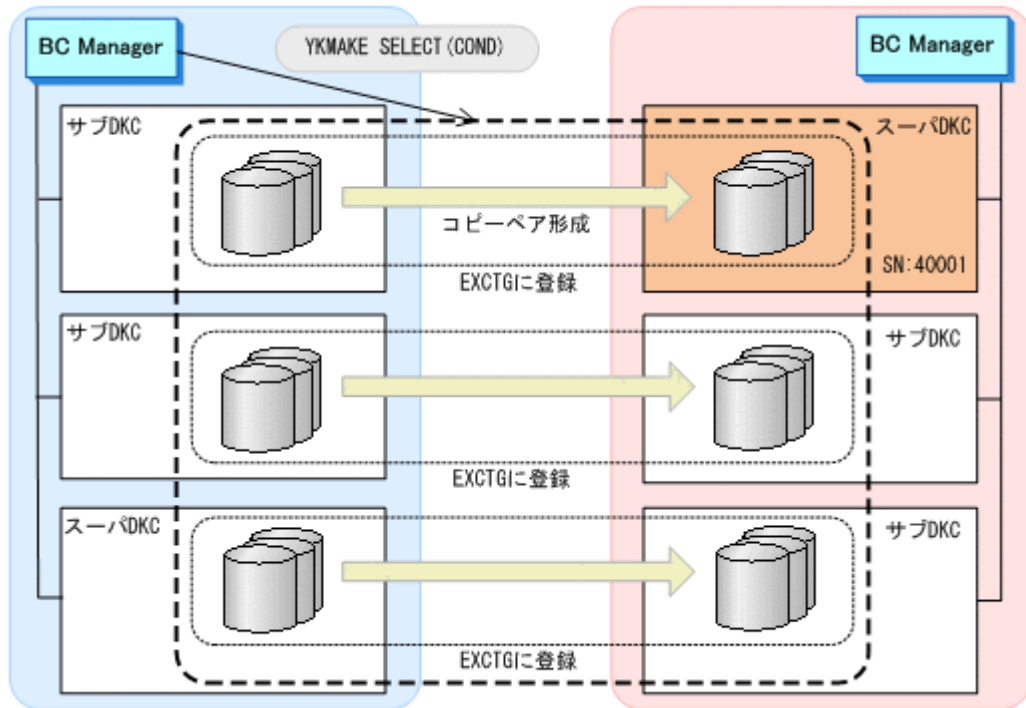 BC Manager
YKMAKE SELECT(COND)
BC Manager
サブDKC
スーパDKC
コピーペア形成
SN:40001
EXCTGに登録
サブDKC
サブDKC
EXCTGに登録
スーパDKC
サブDKC
EXCTGに登録